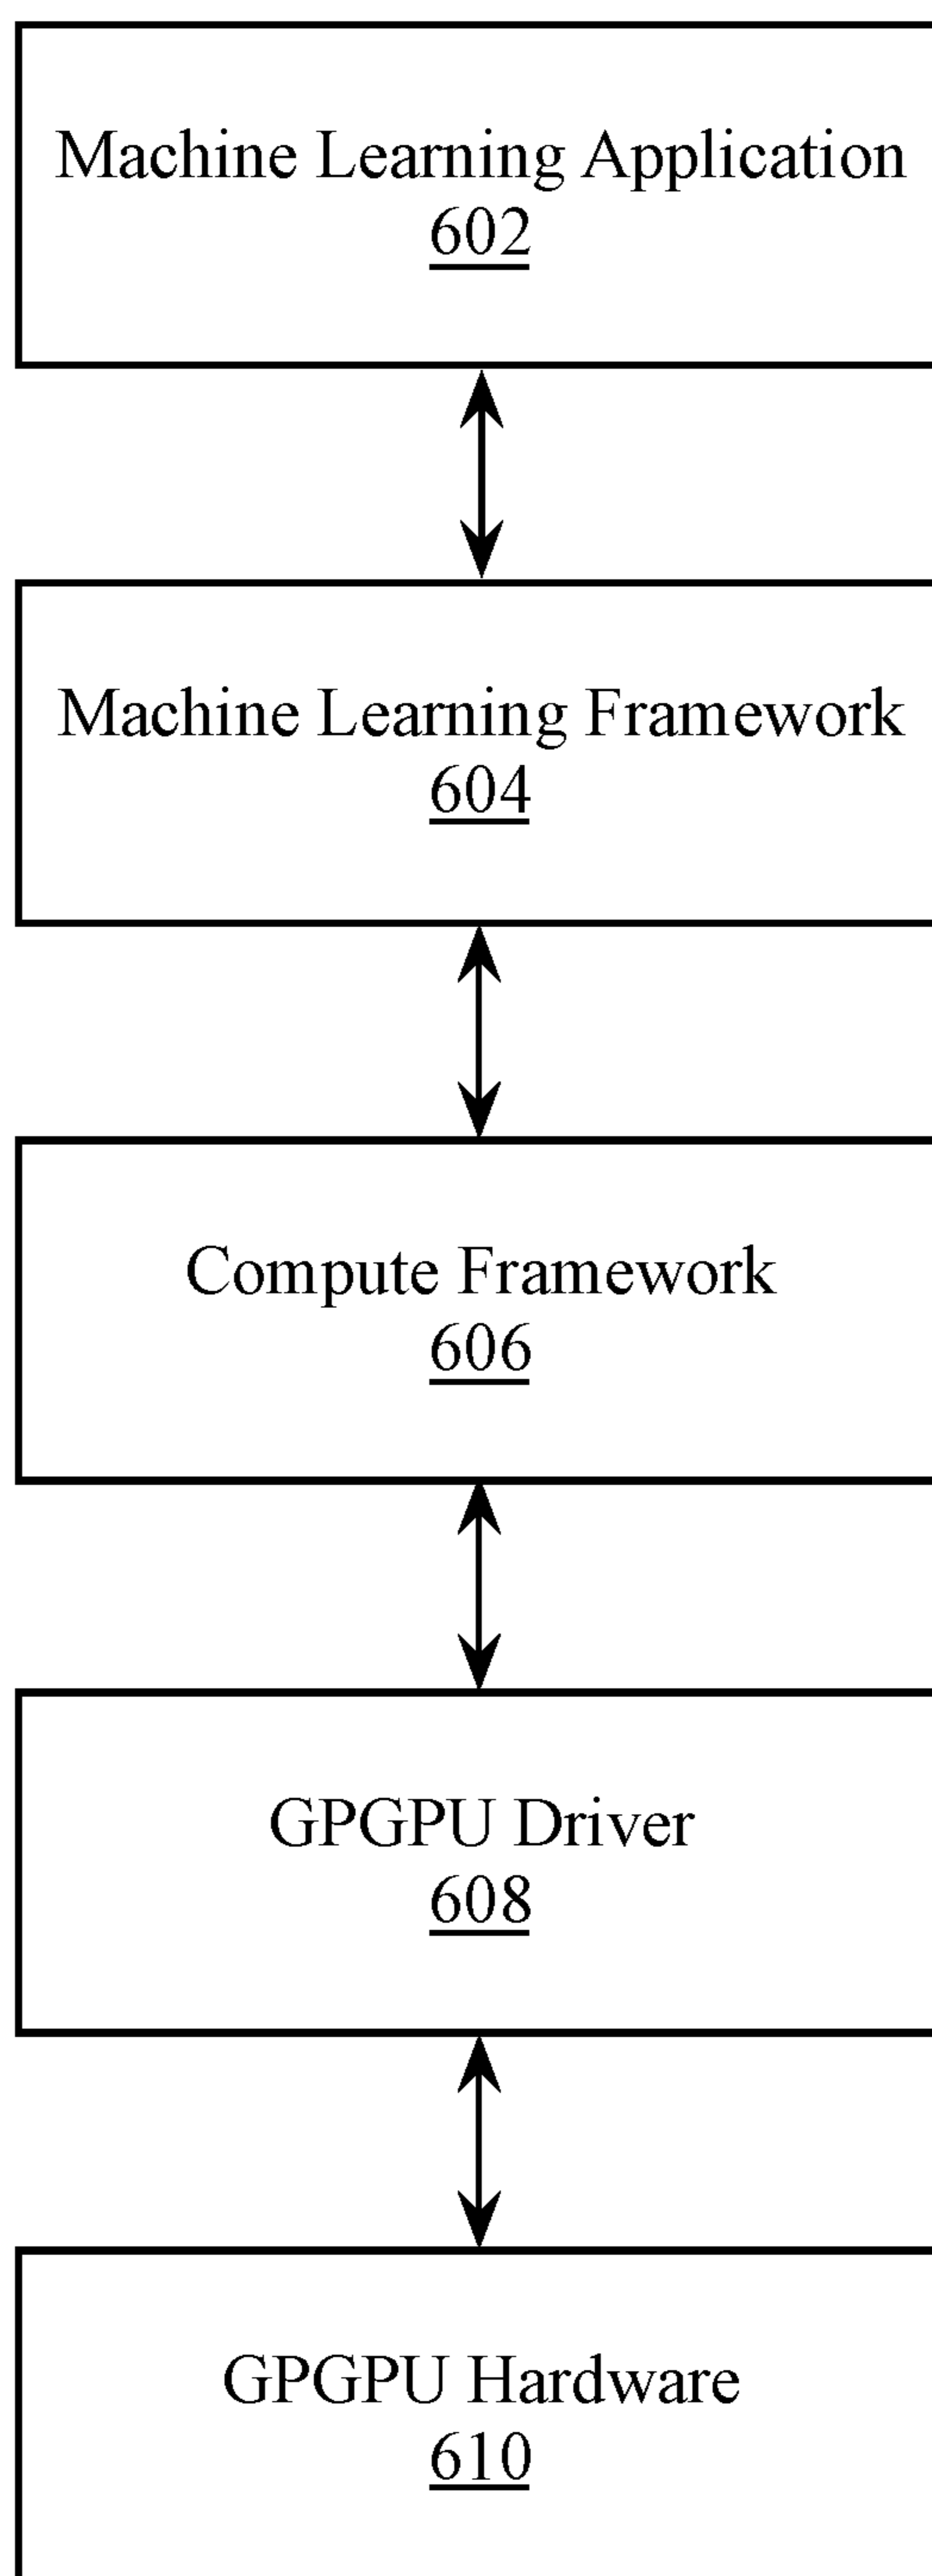 Machine Learning Application
602
Machine Learning Framework
604
Compute Framework
606
GPGPU Driver
608
GPGPU Hardware
610